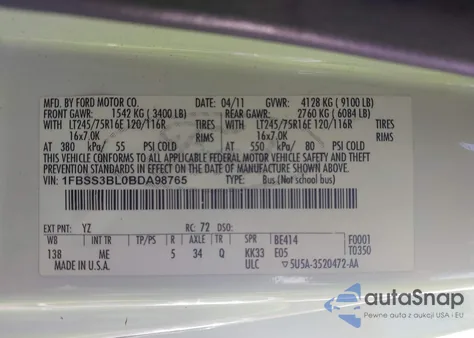 MFD. BY FORD MOTOR CO. DATE: 04/11 GVWR: 4128 KG ( 9100 LB)
FRONT GAWR: 1542 KG ( 3400 LB) REAR GAWR: 2760 KG ( 6084 LB)
WITH LT245/75R16E 120/116R TIRES WITH LT245/75R16E 120/116R TIRES
16x7.0K RIMS 16x7.0K RIMS
AT 380 kPa/ 55 PSI COLD AT 550 kPa/ 80 PSI COLD
THIS VEHICLE CONFORMS TO ALL APPLICABLE FEDERAL MOTOR VEHICLE SAFETY AND THEFT
PREVENTION STANDARDS IN EFFECT ON THE DATE OF MANUFACTURE SHOWN ABOVE.
VIN: 1FBSS3BL0BDA98765 TYPE: Bus (Not school bus)
EXT PNT: YZ RC: 72 DSO:
WB INT TR TP/PS R AXLE TR SPR BE414 F0001
138 ME 5 34 Q KK33 E05 T0350
MADE IN U.S.A. ULC ▽5U5A-3520472-AA
autoSnap
Pewne auta z USA i EU